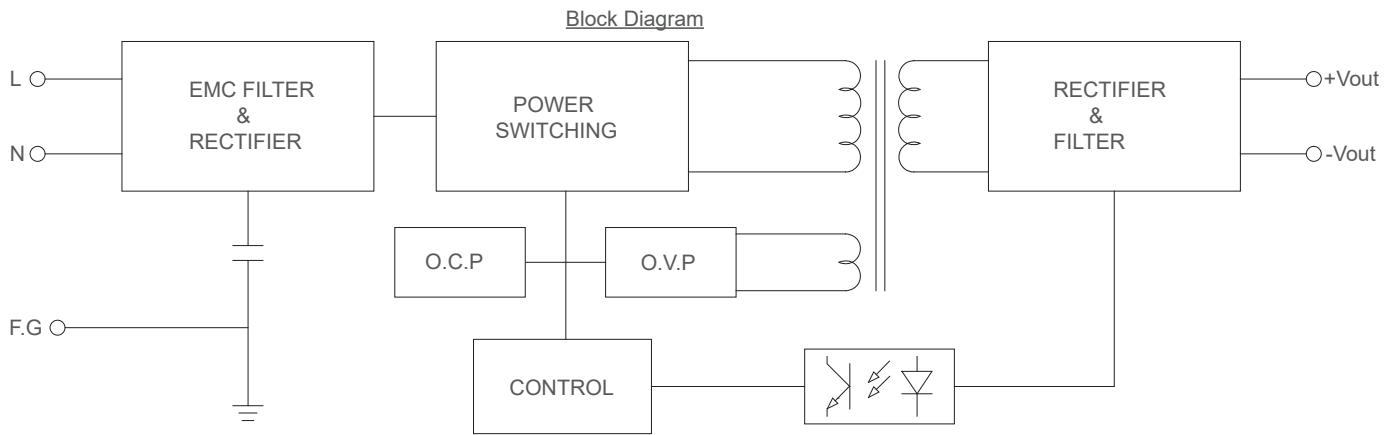 Block Diagram
L
N
EMC FILTER
&
RECTIFIER
POWER
SWITCHING
RECTIFIER
&
FILTER
+Vout
-Vout
O.C.P
O.V.P
F.G
CONTROL